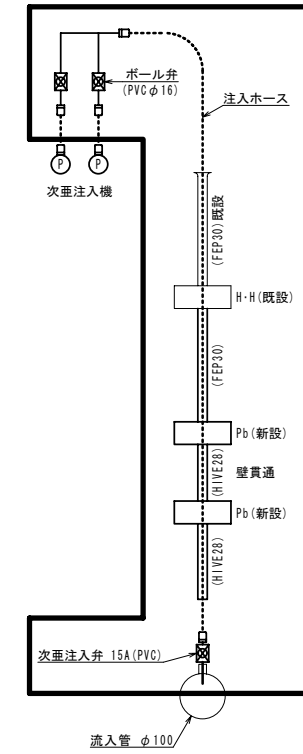 ボール弁
(PVCφ16)
注入ホース
P P
次亜注入機
(FEP30)既設
H・H(既設)
(FEP30)
Pb(新設)
(HIVE28)
壁貫通
Pb(新設)
(HIVE28)
次亜注入弁 15A(PVC)
流入管 φ100